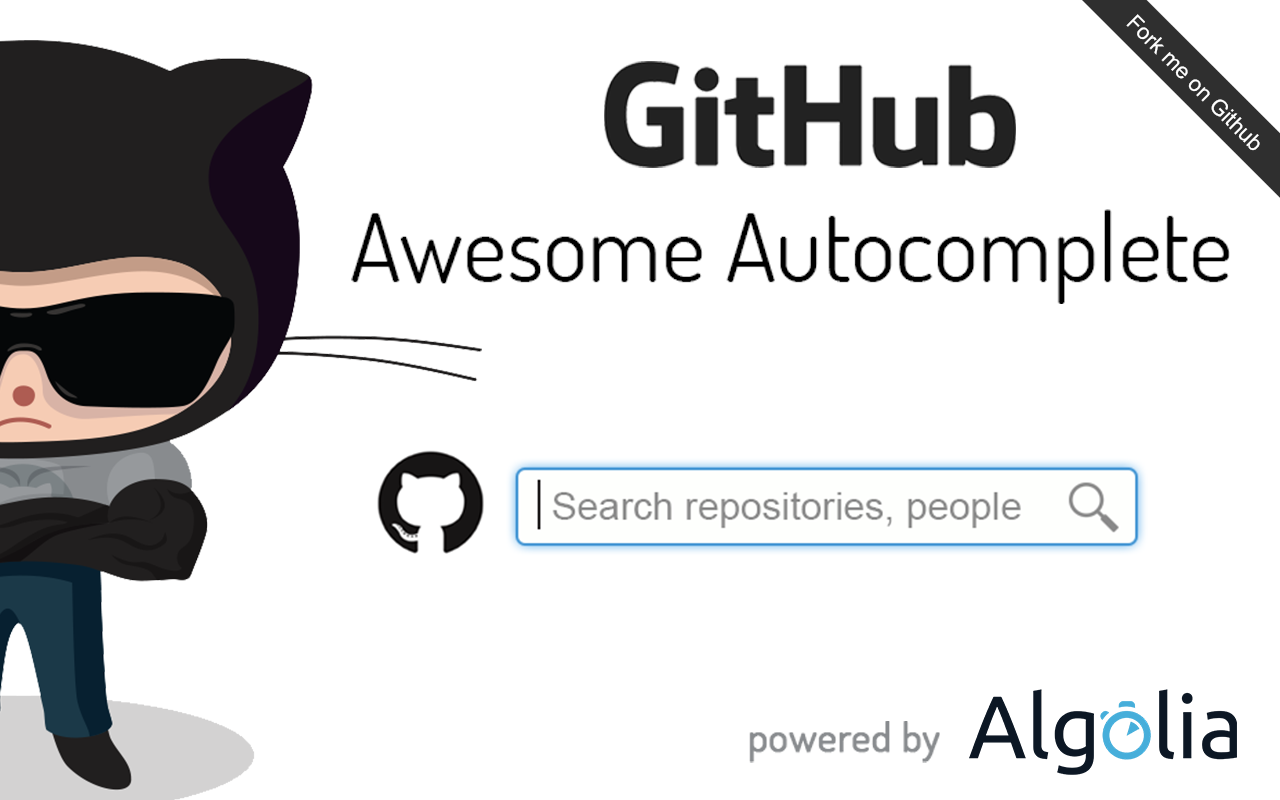 Fork me on Github
GitHub
Awesome Autocomplete
Search repositories, people
powered by Algolia